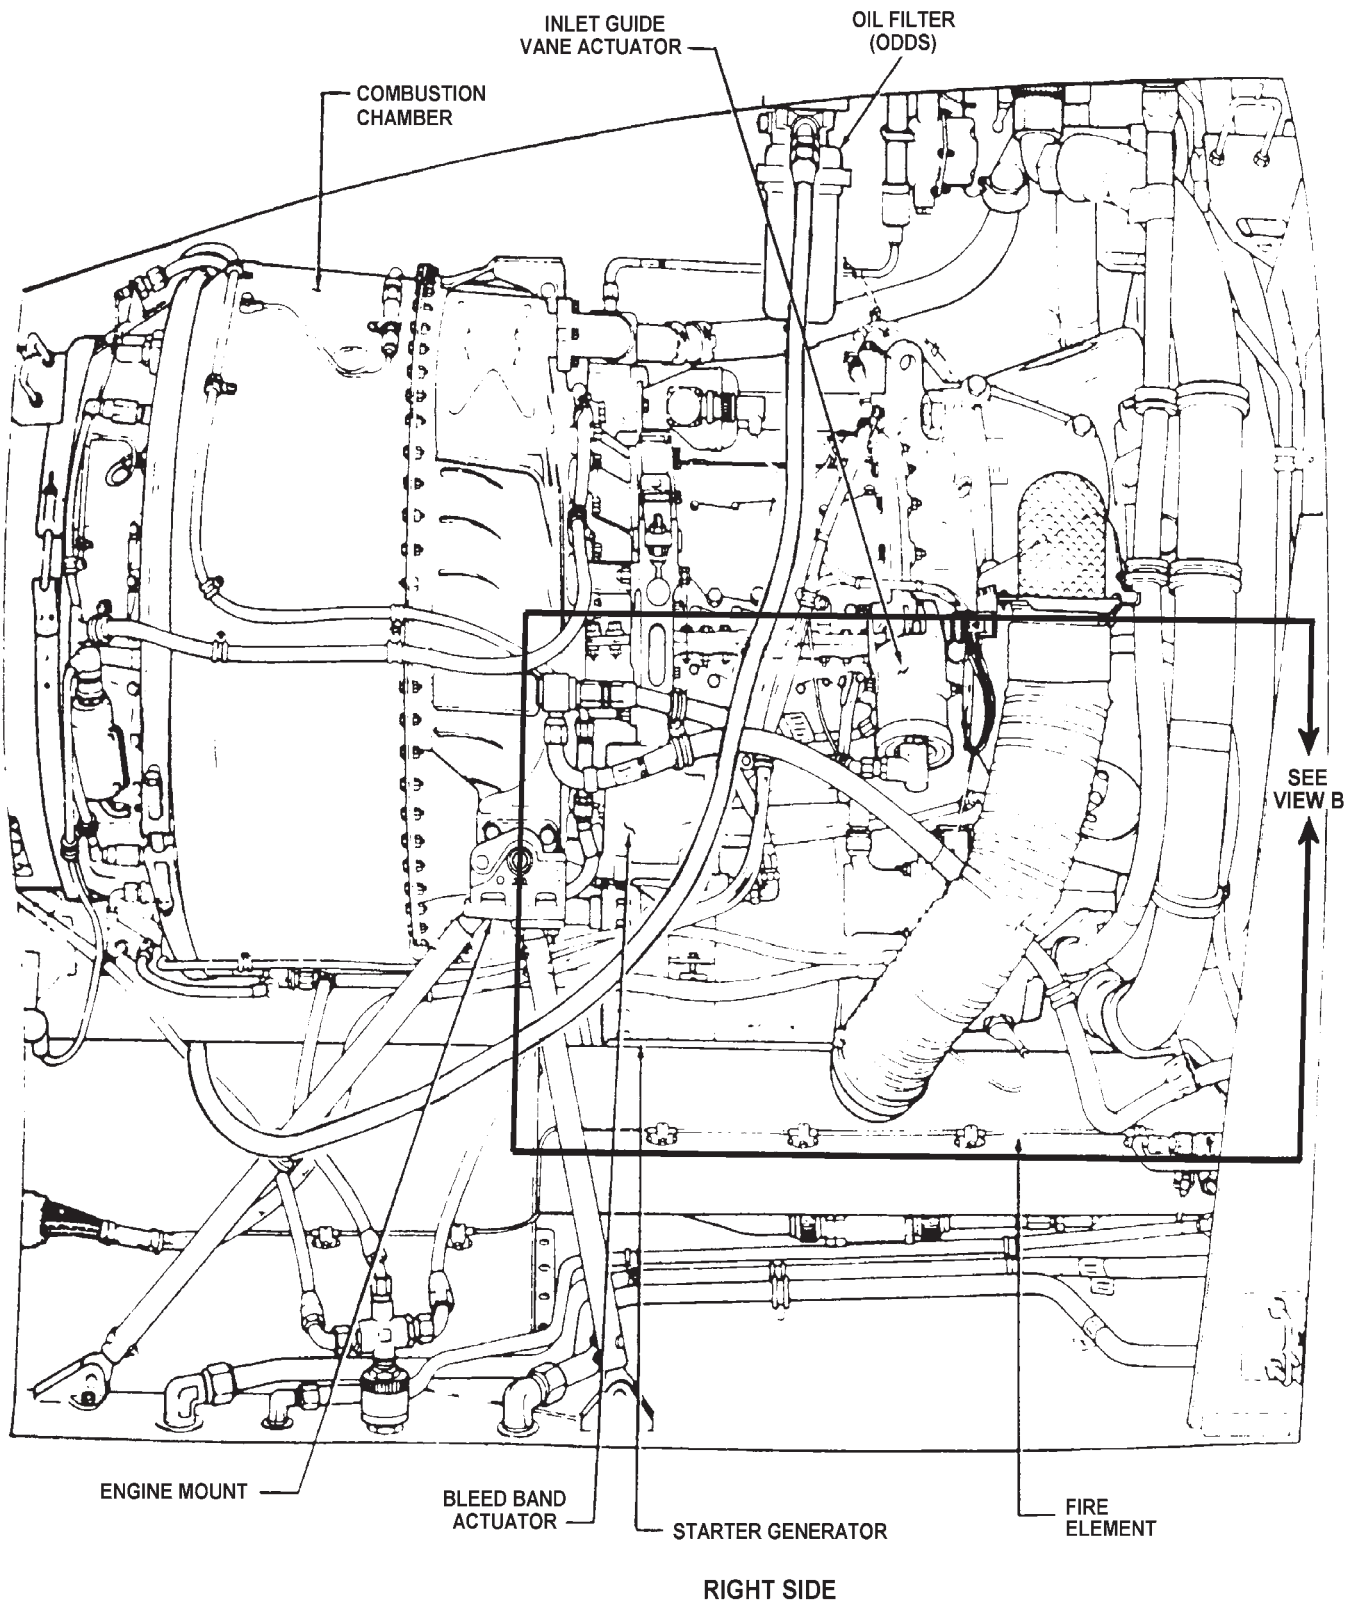 INLET GUIDE
VANE ACTUATOR
OIL FILTER
(ODDS)
COMBUSTION
CHAMBER
SEE
VIEW B
ENGINE MOUNT
BLEED BAND
ACTUATOR
STARTER GENERATOR
FIRE
ELEMENT
RIGHT SIDE